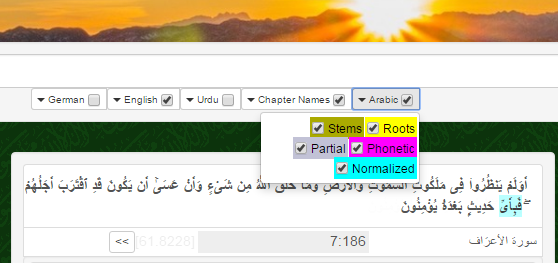 German English Urdu Chapter Names Arabic
Stems Roots
Partial Phonetic
Normalized
أَوَلَمْ يَنظُرُوا۟ فِى مَلَكُوتِ ٱلسَّمَٰوَٰتِ وَٱلْأَرْضِ وَمَا خَلَقَ ٱللَّهُ مِن شَىْءٍ وَأَنْ عَسَىٰٓ أَن يَكُونَ قَدِ ٱقْتَرَبَ أَجَلُهُمْ
ۖ فَبِأَىِّ حَدِيثٍۭ بَعْدَهُۥ يُؤْمِنُونَ
<< [61.8228] 7:186 سورة الأعراف